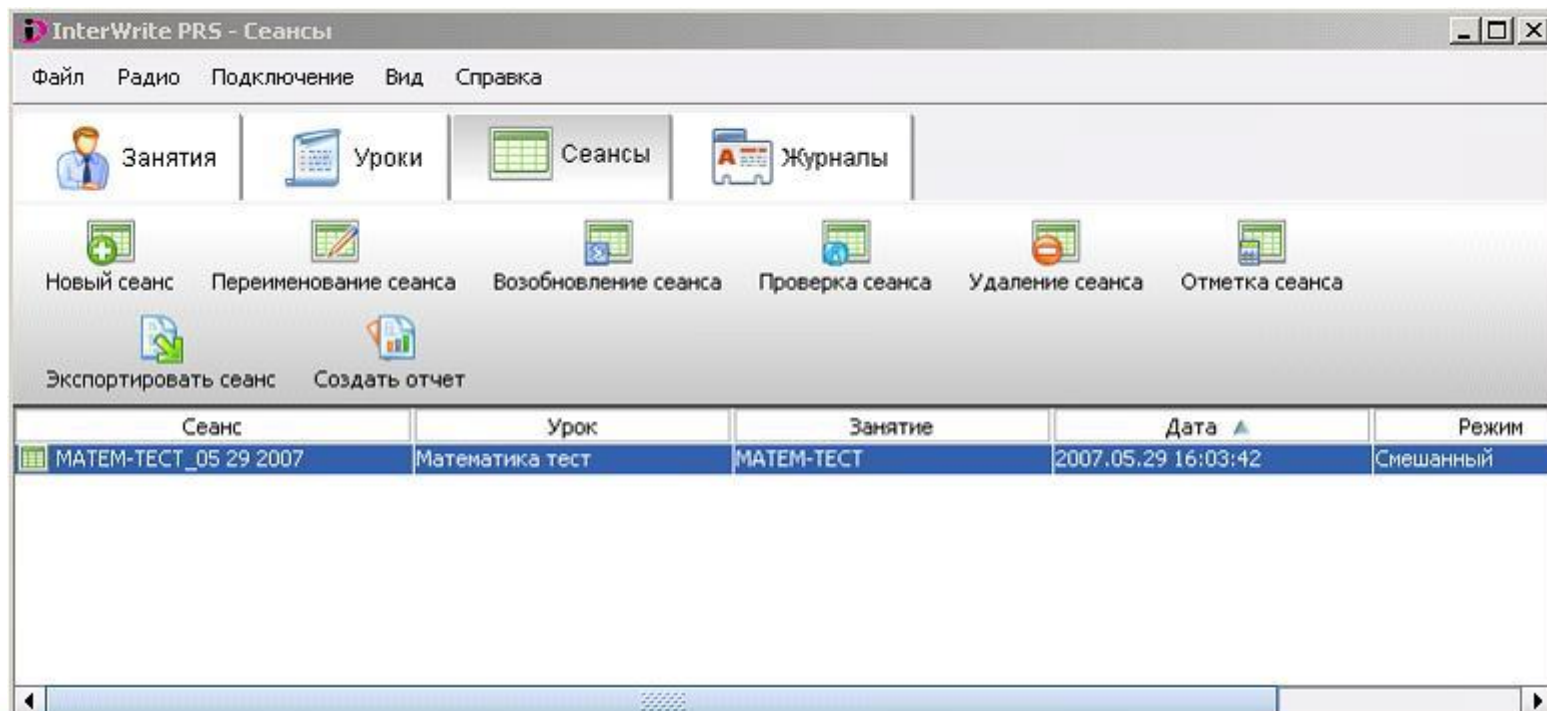 InterWrite PRS - Сеансы
Файл Радио Подключение Вид Справка
Занятия Уроки Сеансы Журналы
Новый сеанс Переименование сеанса Возобновление сеанса Проверка сеанса Удаление сеанса Отметка сеанса
Экспортировать сеанс Создать отчет
Сеанс Урок Занятие Дата Режим
МАТЕМ-ТЕСТ_05 29 2007 Математика тест МАТЕМ-ТЕСТ 2007.05.29 16:03:42 Смешанный